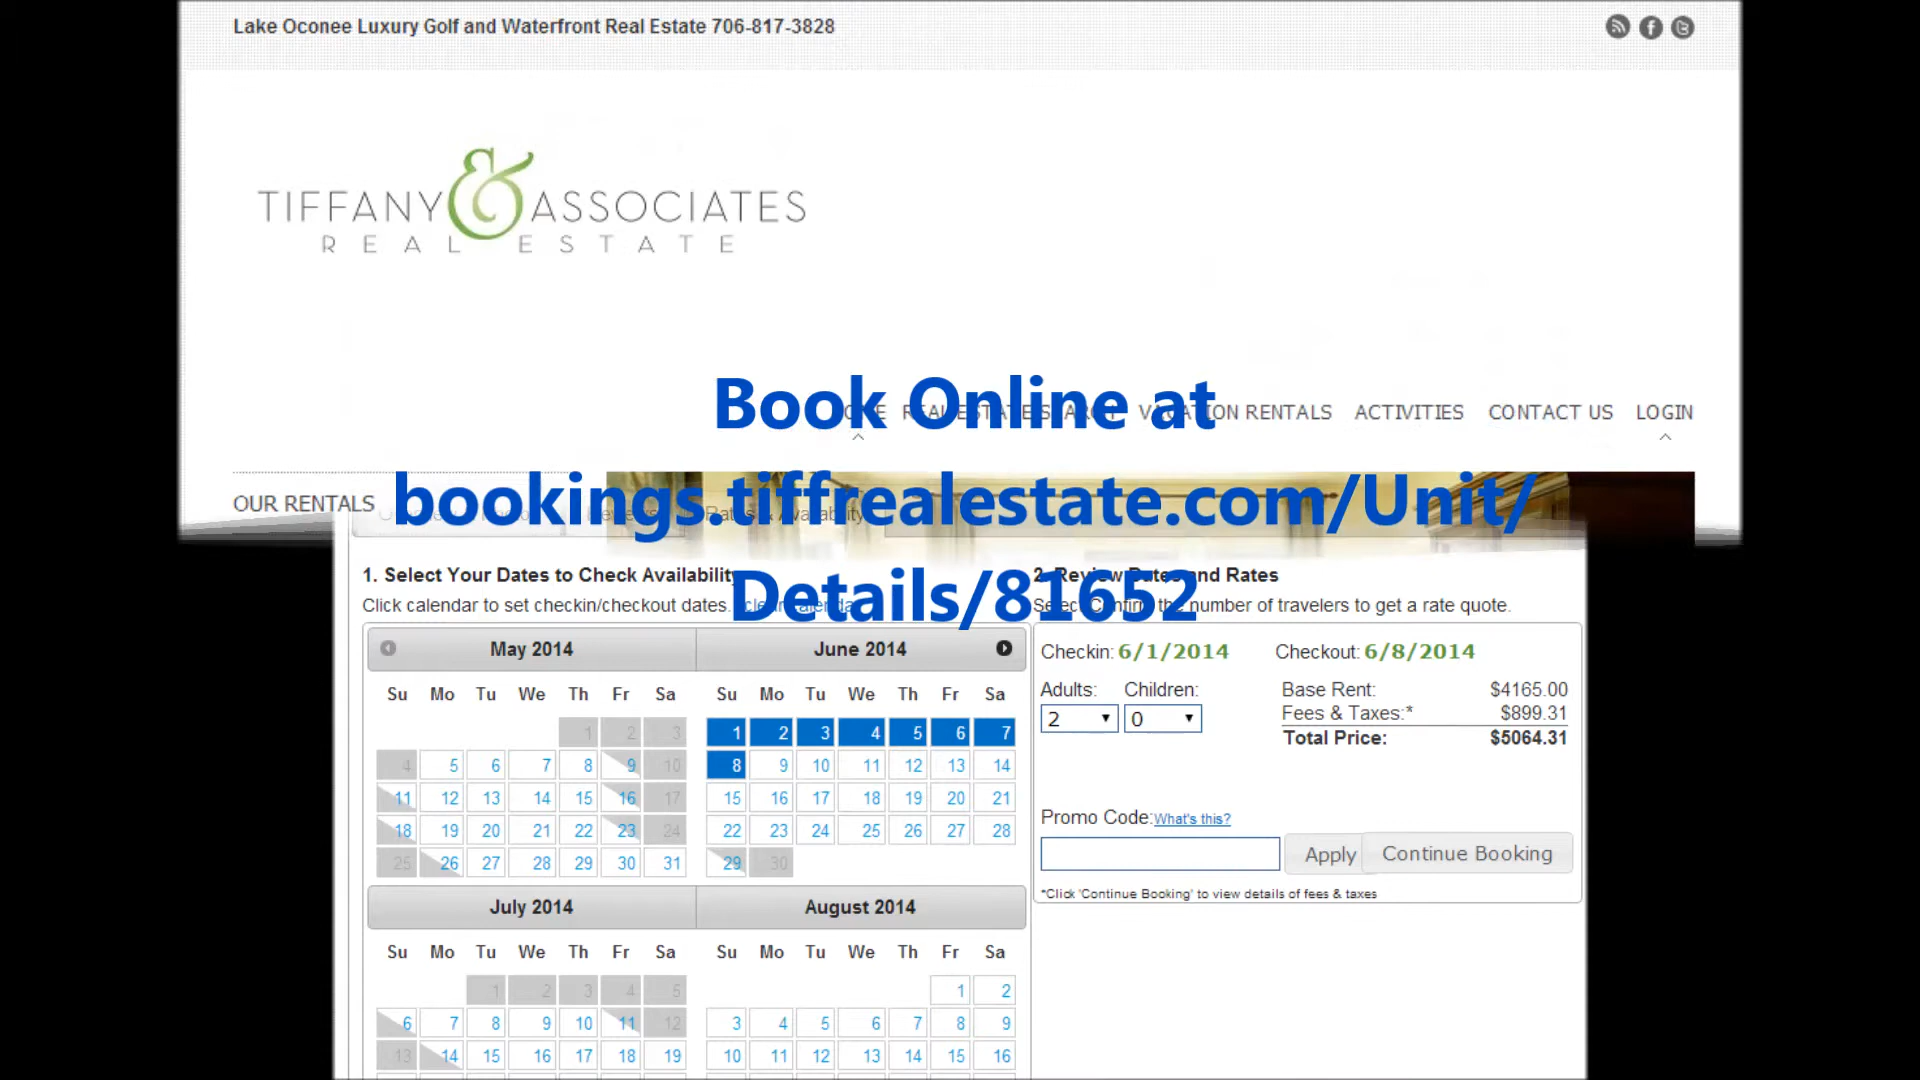 Lake Oconee Luxury Golf and Waterfront Real Estate 706-817-3828
TIFFANY & ASSOCIATES
REAL ESTATE
Book Online at
bookings.tiffrealestate.com/Unit/
Details/81652
VACATION RENTALS ACTIVITIES CONTACT US LOGIN
OUR RENTALS
1. Select Your Dates to Check Availability
Click calendar to set checkin/checkout dates.
May 2014 June 2014
Su Mo Tu We Th Fr Sa Su Mo Tu We Th Fr Sa
1 2 3 1 2 3 4 5 6 7
4 5 6 7 8 9 10 8 9 10 11 12 13 14
11 12 13 14 15 16 17 15 16 17 18 19 20 21
18 19 20 21 22 23 24 22 23 24 25 26 27 28
25 26 27 28 29 30 31 29 30
July 2014 August 2014
Su Mo Tu We Th Fr Sa Su Mo Tu We Th Fr Sa
1 2 3 4 5 1 2
6 7 8 9 10 11 12 3 4 5 6 7 8 9
13 14 15 16 17 18 19 10 11 12 13 14 15 16
2. Review Dates and Rates
Select/Confirm the number of travelers to get a rate quote.
Checkin: 6/1/2014 Checkout: 6/8/2014
Adults: Children:
2 0
Base Rent: $4165.00
Fees & Taxes:* $899.31
Total Price: $5064.31
Promo Code: What's this?
Apply Continue Booking
*Click 'Continue Booking' to view details of fees & taxes